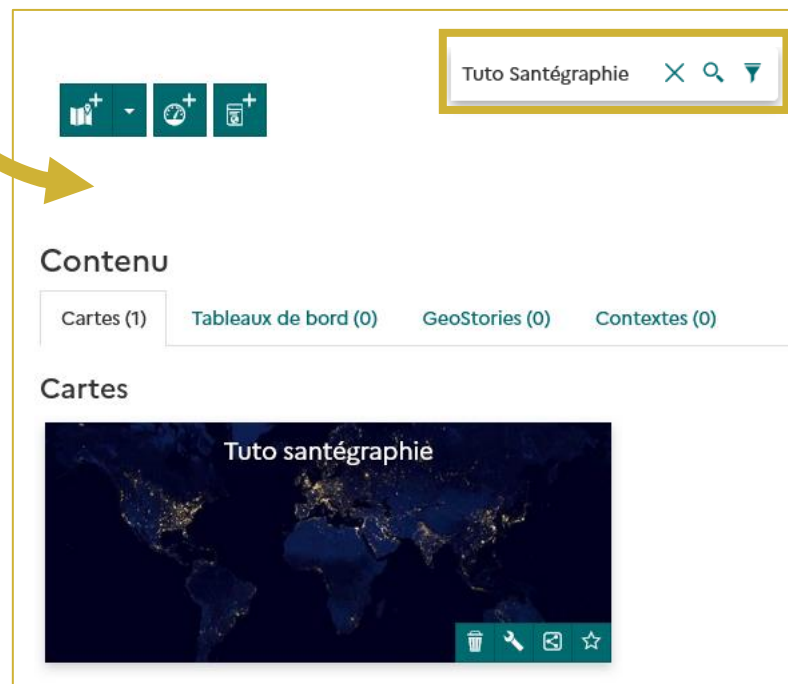 Tuto Santégraphie
Contenu
Cartes (1) Tableaux de bord (0) GeoStories (0) Contextes (0)
Cartes
Tuto santégraphie